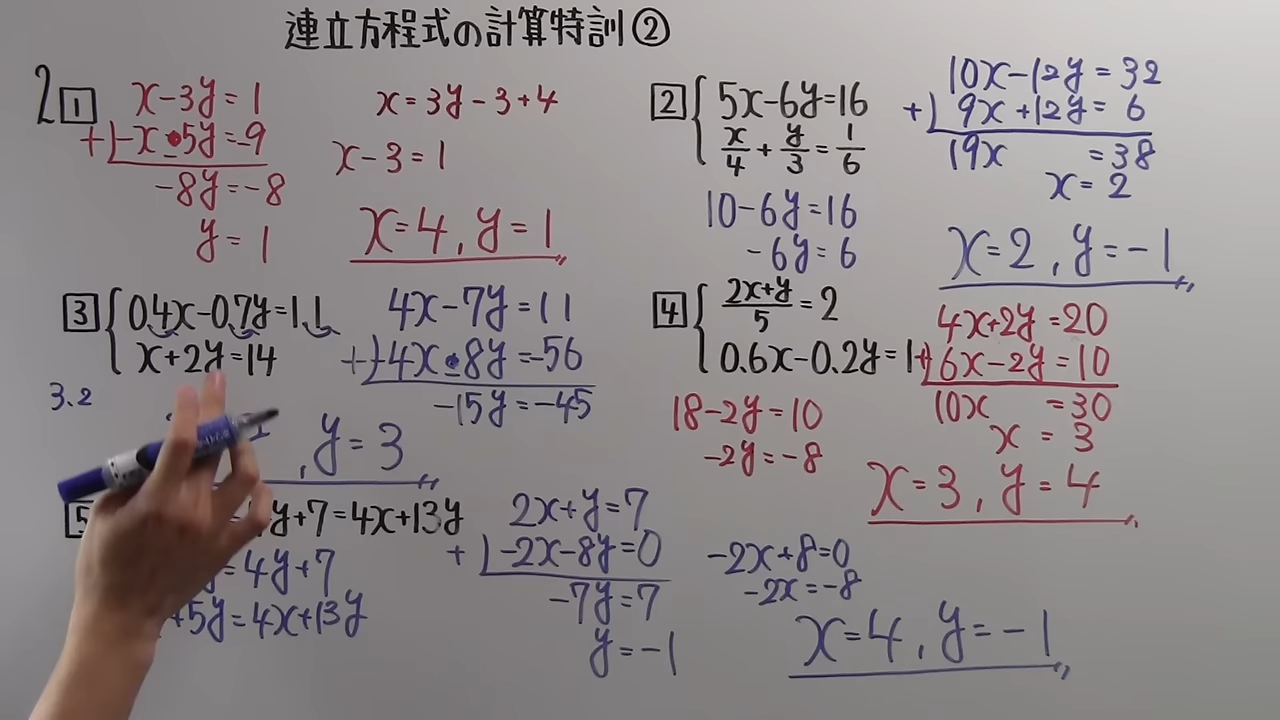 連立方程式の計算特訓②
2 1
x-3y=1
+) -x-5y=-9
-8y=-8
y=1
x=3y-3+4
x-3=1
x=4, y=1
2
5x-6y=16
x/4+y/3=1/6
10-6y=16
-6y=6
10x-12y=32
+) 9x+12y=6
19x =38
x=2
x=2, y=-1
3
0.4x-0.7y=1.1
x+2y=14
3.2
, y=3
4x-7y=11
+) -4x-8y=-56
-15y=-45
4
(2x+y)/5=2
0.6x-0.2y=1
18-2y=10
-2y=-8
4x+2y=20
+) 6x-2y=10
10x =30
x=3
x=3, y=4
5
y+7=4x+13y
=4y+7
+5y=4x+13y
2x+y=7
+) -2x-8y=0
-7y=7
y=-1
-2x+8=0
-2x=-8
x=4, y=-1